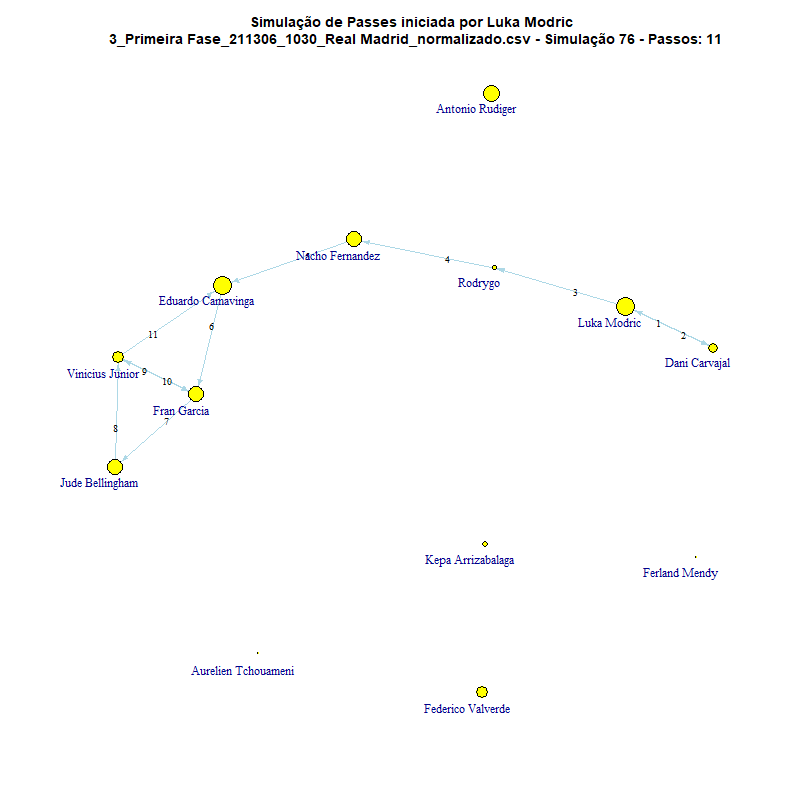 Simulação de Passes iniciada por Luka Modric
3_Primeira Fase_211306_1030_Real Madrid_normalizado.csv - Simulação 76 - Passos: 11
Antonio Rudiger
Nacho Fernandez
4
Rodrygo
Eduardo Camavinga
3
Luka Modric
1
2
Dani Carvajal
6
11
Vinicius Junior
9
10
Fran Garcia
7
8
Jude Bellingham
Kepa Arrizabalaga
Ferland Mendy
Aurelien Tchouameni
Federico Valverde